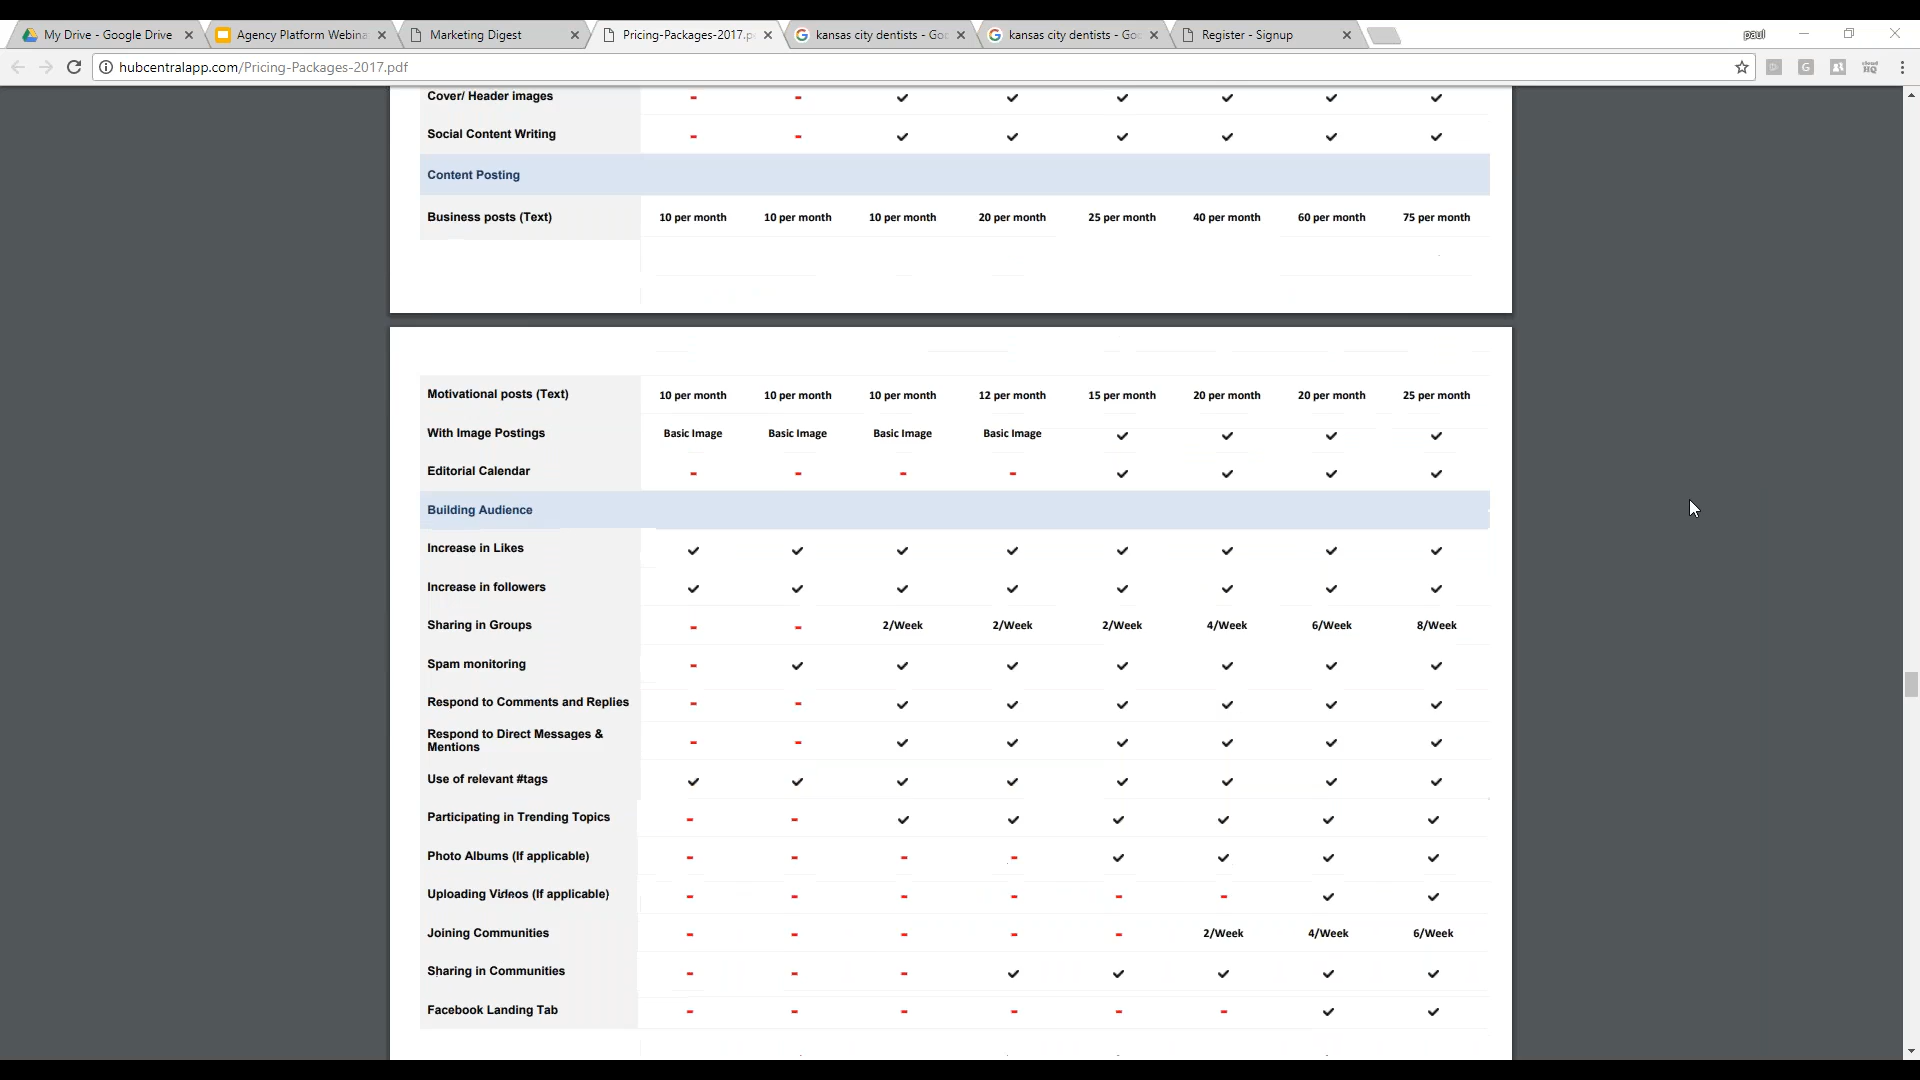 My Drive - Google Drive
Agency Platform Webina
Marketing Digest
Pricing-Packages-2017.p
kansas city dentists - Goo
kansas city dentists - Goo
Register - Signup
paul
hubcentralapp.com/Pricing-Packages-2017.pdf
Cover/ Header images - - ✓ ✓ ✓ ✓ ✓ ✓
Social Content Writing - - ✓ ✓ ✓ ✓ ✓ ✓
Content Posting
Business posts (Text) 10 per month 10 per month 10 per month 20 per month 25 per month 40 per month 60 per month 75 per month
Motivational posts (Text) 10 per month 10 per month 10 per month 12 per month 15 per month 20 per month 20 per month 25 per month
With Image Postings Basic Image Basic Image Basic Image Basic Image ✓ ✓ ✓ ✓
Editorial Calendar - - - - ✓ ✓ ✓ ✓
Building Audience
Increase in Likes ✓ ✓ ✓ ✓ ✓ ✓ ✓ ✓
Increase in followers ✓ ✓ ✓ ✓ ✓ ✓ ✓ ✓
Sharing in Groups - - 2/Week 2/Week 2/Week 4/Week 6/Week 8/Week
Spam monitoring - ✓ ✓ ✓ ✓ ✓ ✓ ✓
Respond to Comments and Replies - - ✓ ✓ ✓ ✓ ✓ ✓
Respond to Direct Messages &
Mentions - - ✓ ✓ ✓ ✓ ✓ ✓
Use of relevant #tags ✓ ✓ ✓ ✓ ✓ ✓ ✓ ✓
Participating in Trending Topics - - ✓ ✓ ✓ ✓ ✓ ✓
Photo Albums (If applicable) - - - - ✓ ✓ ✓ ✓
Uploading Videos (If applicable) - - - - - - ✓ ✓
Joining Communities - - - - - 2/Week 4/Week 6/Week
Sharing in Communities - - - ✓ ✓ ✓ ✓ ✓
Facebook Landing Tab - - - - - - ✓ ✓